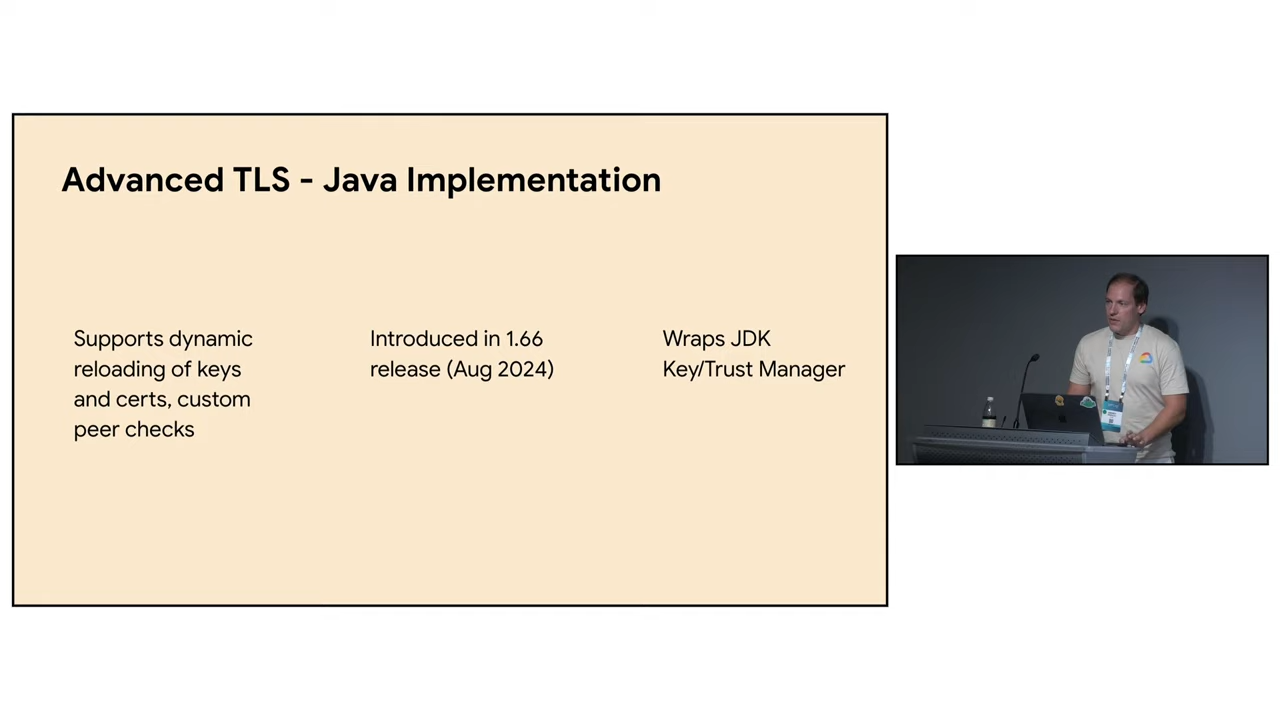 Advanced TLS - Java Implementation
Supports dynamic
reloading of keys
and certs, custom
peer checks
Introduced in 1.66
release (Aug 2024)
Wraps JDK
Key/Trust Manager